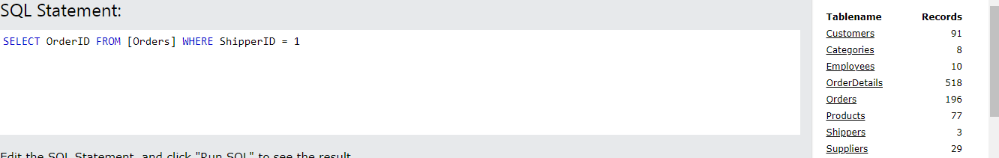 SQL Statement:
SELECT OrderID FROM [Orders] WHERE ShipperID = 1
Edit the SQL Statement, and click "Run SQL" to see the result
Tablename Records
Customers 91
Categories 8
Employees 10
OrderDetails 518
Orders 196
Products 77
Shippers 3
Suppliers 29